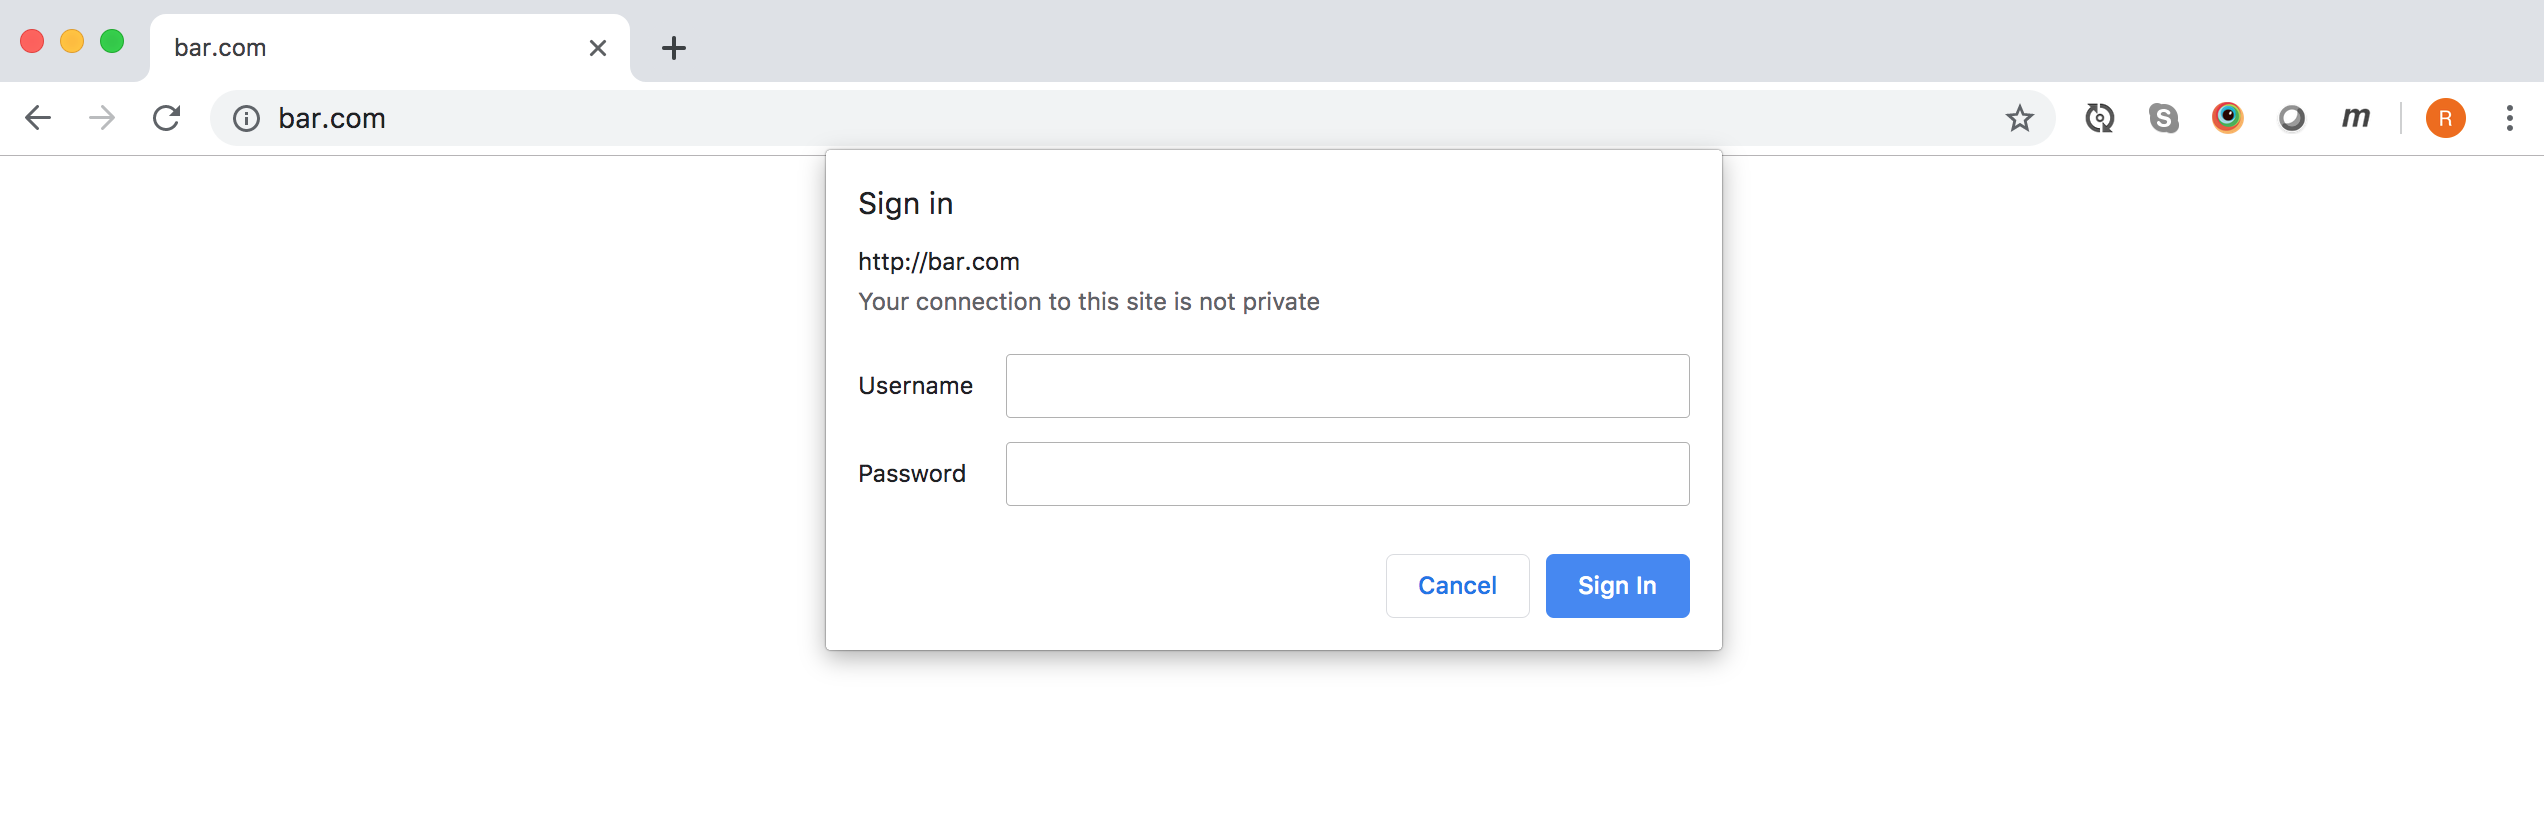 bar.com
bar.com
S
m
R
Sign in
http://bar.com
Your connection to this site is not private
Username
Password
Cancel
Sign In